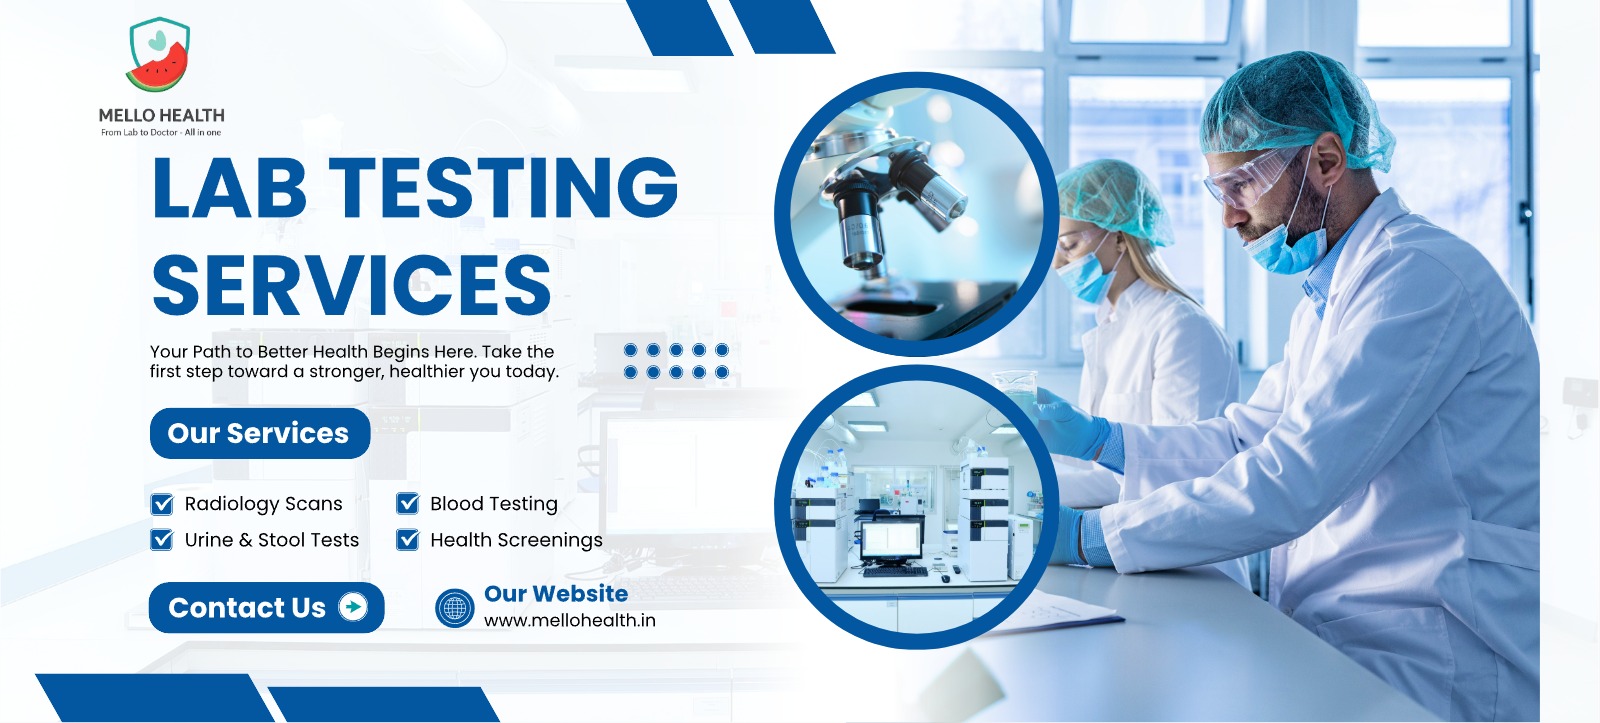 MELLO HEALTH
From Lab to Doctor - All in one
LAB TESTING
SERVICES
Your Path to Better Health Begins Here. Take the
first step toward a stronger, healthier you today.
Our Services
Radiology Scans
Blood Testing
Urine & Stool Tests
Health Screenings
Contact Us
Our Website
www.mellohealth.in